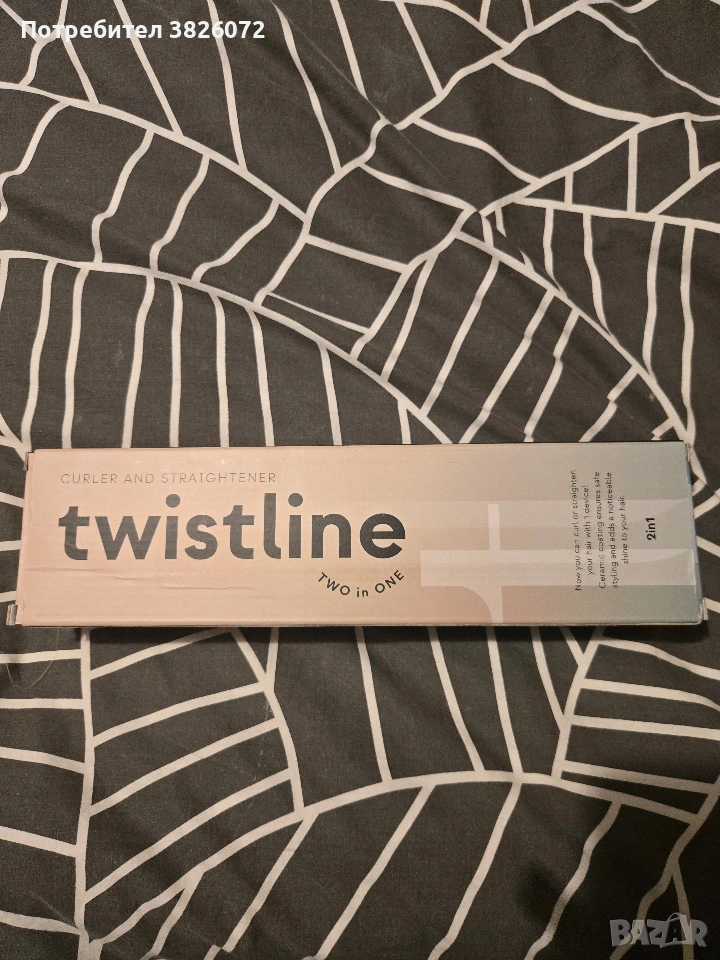 Потребител 3826072
CURLER AND STRAIGHTENER
twistline
TWO in ONE
Now you can curl or straighten
your hair with 1 device!
Ceramic coating ensures safe
styling and adds a noticeable
shine to your hair.
2in1
BAZAR